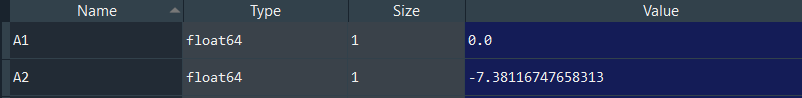 Name Type Size Value
A1 float64 1 0.0
A2 float64 1 -7.38116747658313